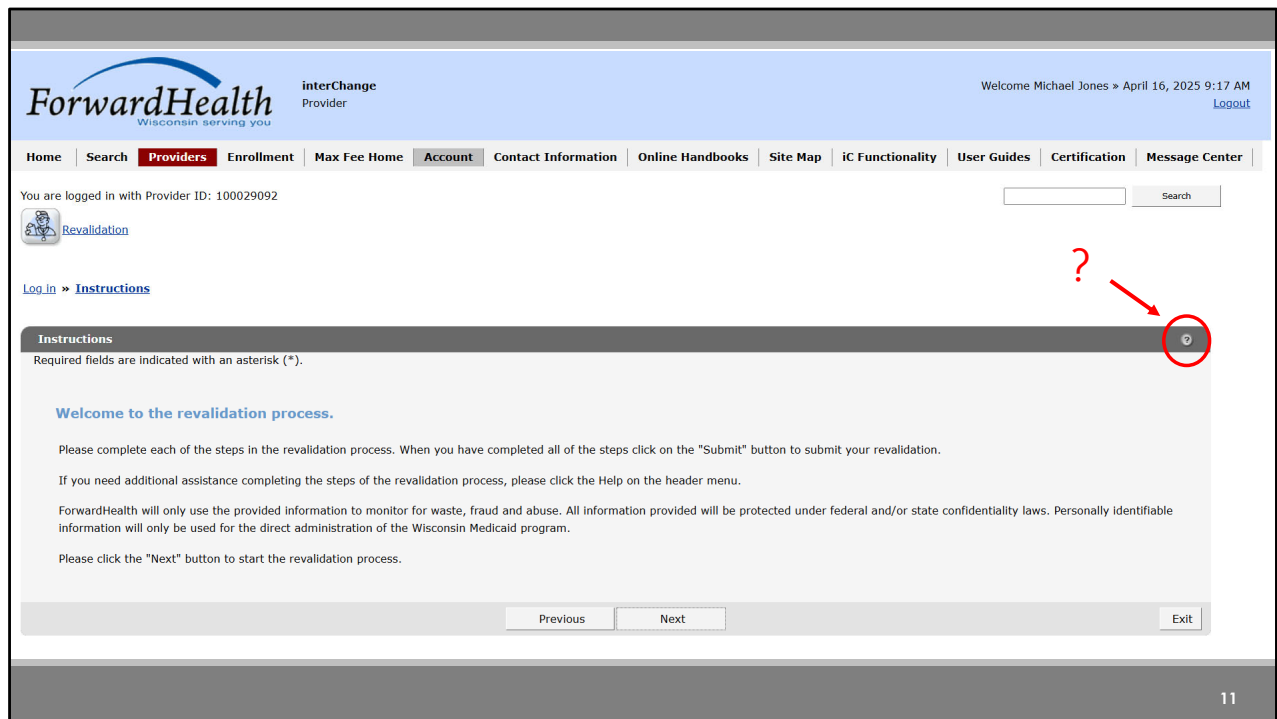 ForwardHealth
Wisconsin serving you
interChange
Provider
Welcome Michael Jones » April 16, 2025 9:17 AM
Logout
Home Search Providers Enrollment Max Fee Home Account Contact Information Online Handbooks Site Map iC Functionality User Guides Certification Message Center
You are logged in with Provider ID: 100029092
Search
Revalidation
?
Log in » Instructions
Instructions
?
Required fields are indicated with an asterisk (*).
Welcome to the revalidation process.
Please complete each of the steps in the revalidation process. When you have completed all of the steps click on the "Submit" button to submit your revalidation.
If you need additional assistance completing the steps of the revalidation process, please click the Help on the header menu.
ForwardHealth will only use the provided information to monitor for waste, fraud and abuse. All information provided will be protected under federal and/or state confidentiality laws. Personally identifiable
information will only be used for the direct administration of the Wisconsin Medicaid program.
Please click the "Next" button to start the revalidation process.
Previous Next Exit
11